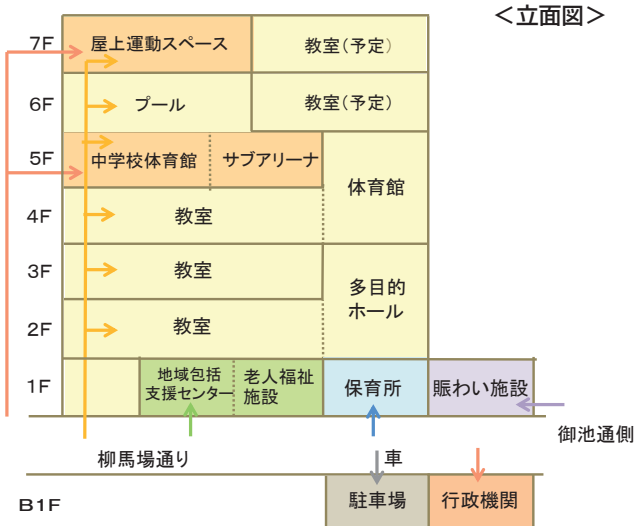 ＜立面図＞
7F
屋上運動スペース
教室（予定）
6F
プール
教室（予定）
5F
中学校体育館
サブアリーナ
体育館
4F
教室
3F
教室
多目的
ホール
2F
教室
1F
地域包括
支援センター
老人福祉
施設
保育所
賑わい施設
御池通側
柳馬場通り
車
B1F
駐車場
行政機関